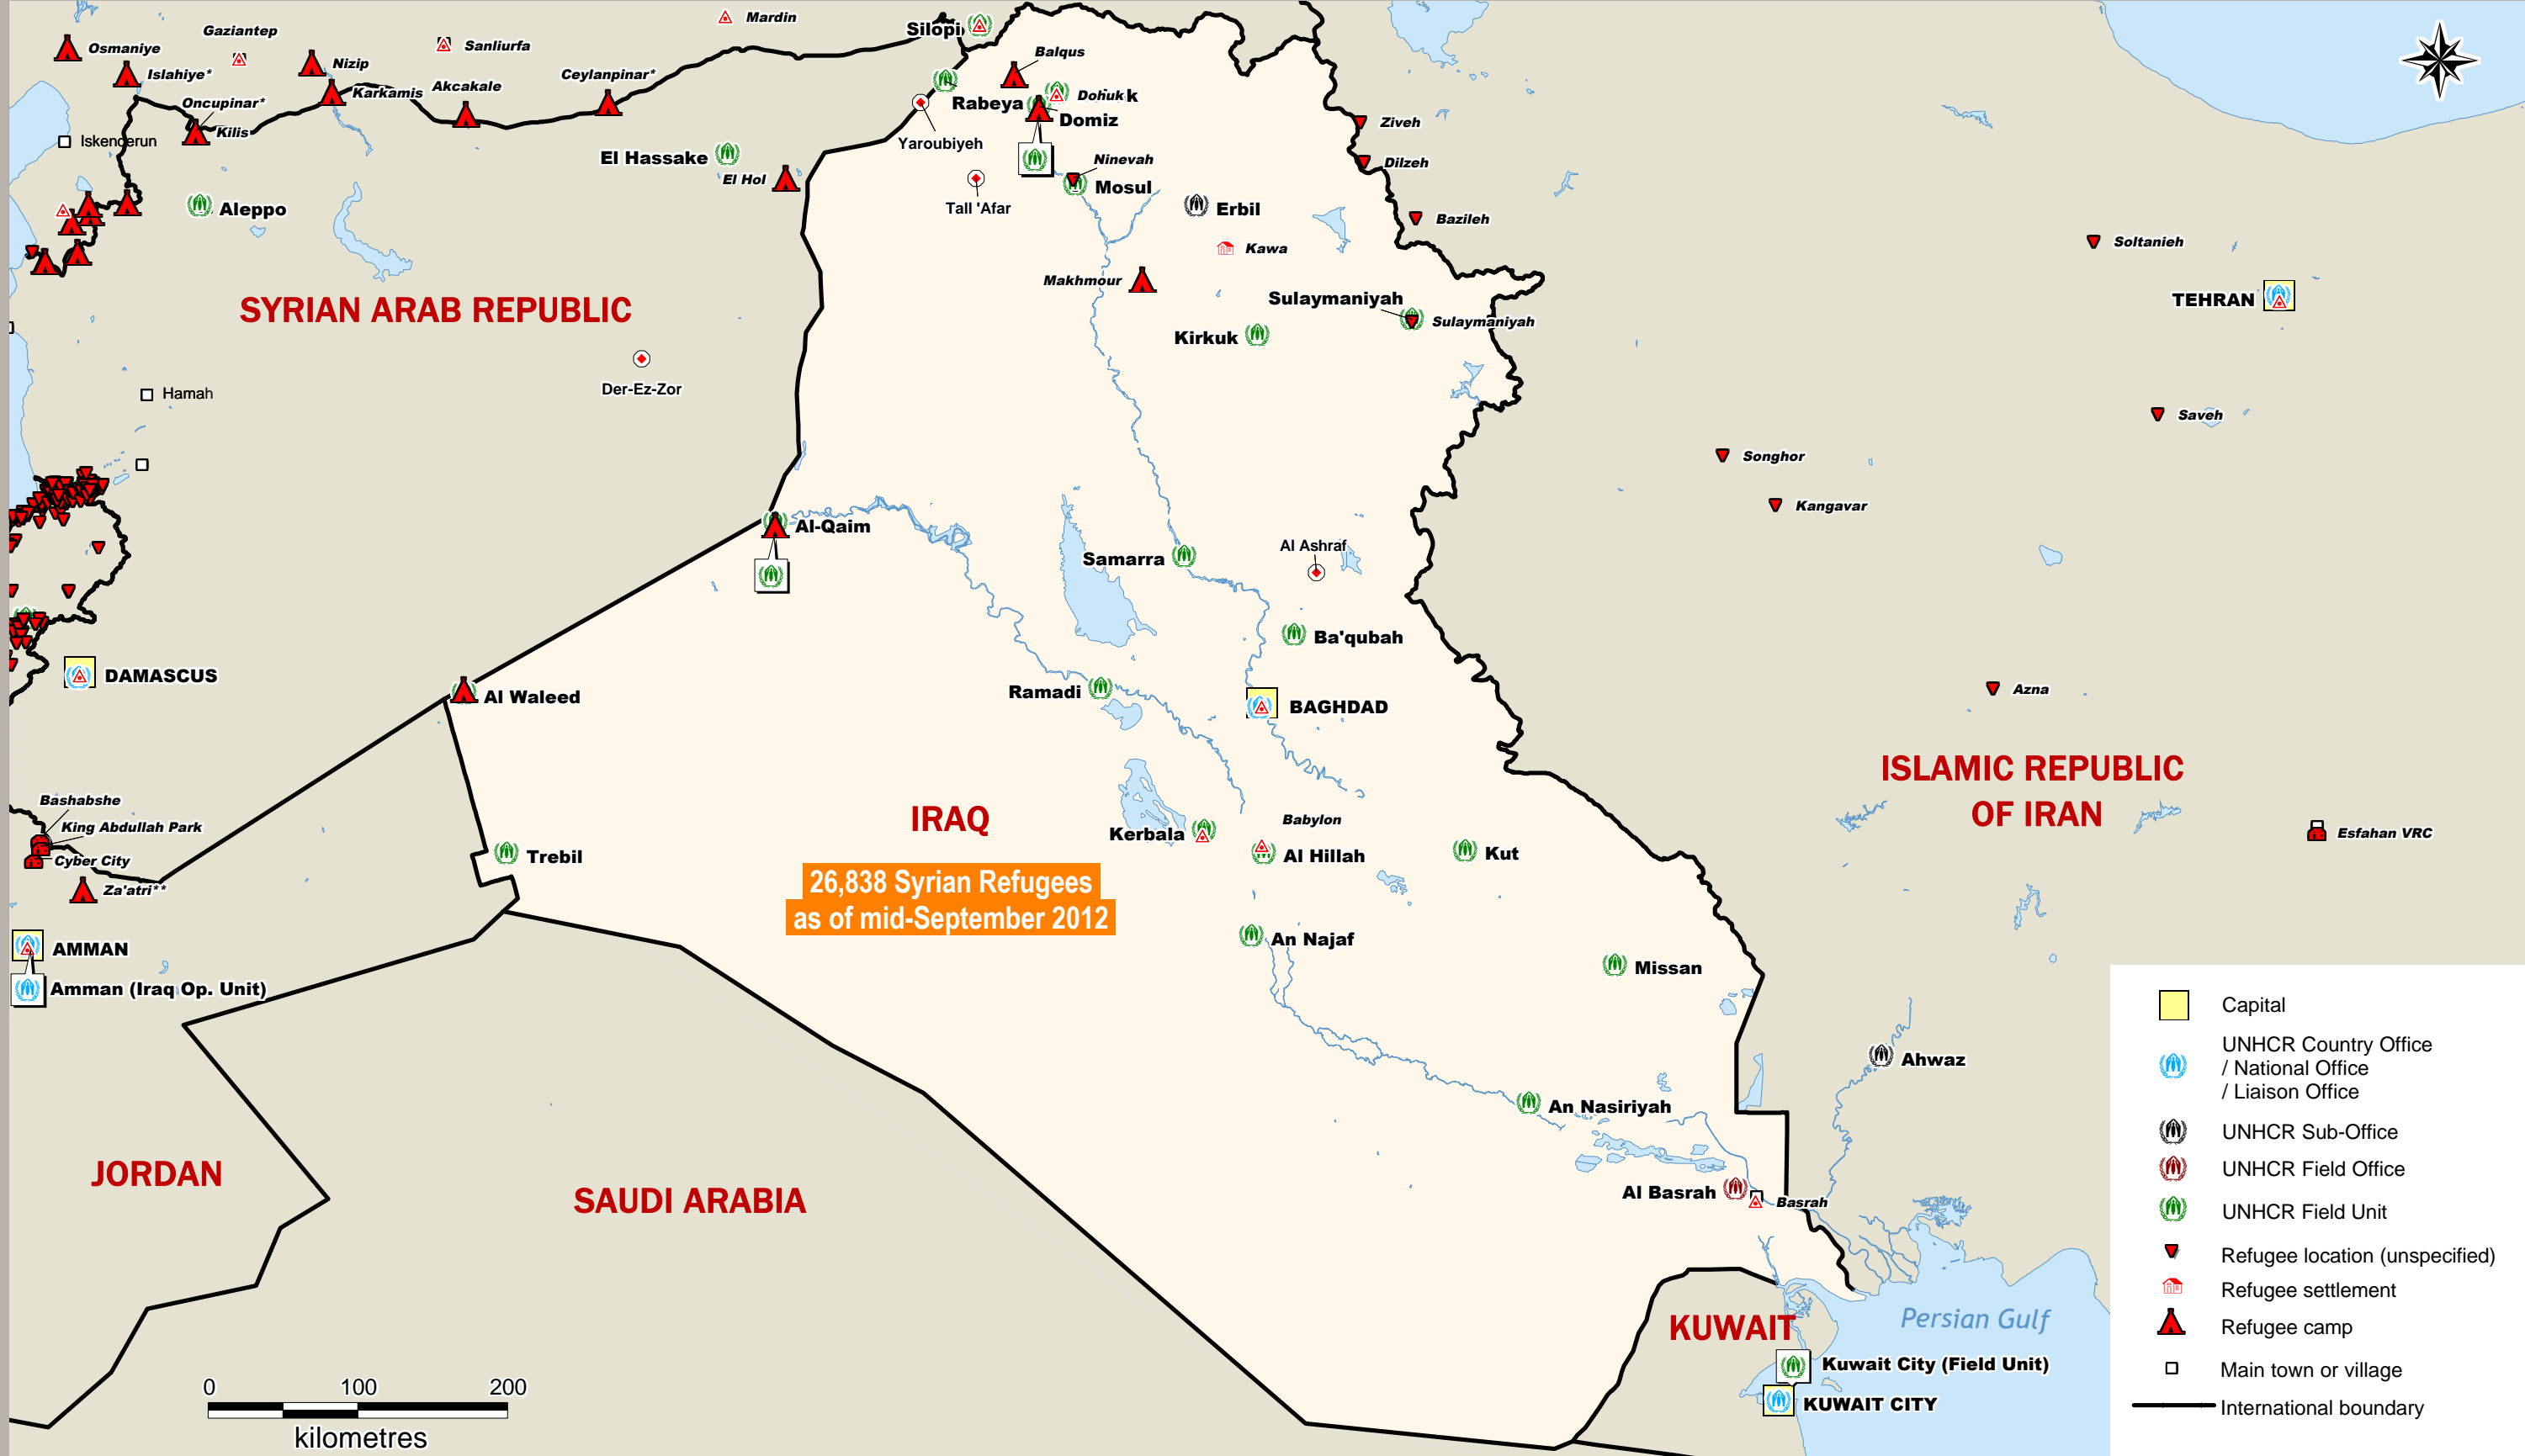 Mardin
Silopi
Gaziantep
Osmaniye
Sanliurfa
Balqus
Nizip
Islahiye*
Ceylanpinar*
Akcakale
Karkamis
Dohuk
Oncupinar*
Rabeya
Domiz
Ziveh
Kilis
Iskenderun
Yaroubiyeh
El Hassake
Ninevah
Dilzeh
El Hol
Mosul
Tall 'Afar
Aleppo
Erbil
Bazileh
Kawa
Soltanieh
Makhmour
SYRIAN ARAB REPUBLIC
Sulaymaniyah
TEHRAN
Sulaymaniyah
Kirkuk
Der-Ez-Zor
Hamah
Saveh
Songhor
Kangavar
Al-Qaim
Al Ashraf
Samarra
Ba'qubah
DAMASCUS
Al Waleed
Ramadi
BAGHDAD
Azna
ISLAMIC REPUBLIC
OF IRAN
Bashabshe
King Abdullah Park
Cyber City
IRAQ
Babylon
Kerbala
Esfahan VRC
Trebil
Al Hillah
Kut
Za'atri**
26,838 Syrian Refugees
as of mid-September 2012
AMMAN
An Najaf
Missan
Amman (Iraq Op. Unit)
Ahwaz
An Nasiriyah
JORDAN
SAUDI ARABIA
Al Basrah
Basrah
Persian Gulf
KUWAIT
Kuwait City (Field Unit)
KUWAIT CITY
0 100 200
kilometres
Capital
UNHCR Country Office
/ National Office
/ Liaison Office
UNHCR Sub-Office
UNHCR Field Office
UNHCR Field Unit
Refugee location (unspecified)
Refugee settlement
Refugee camp
Main town or village
International boundary